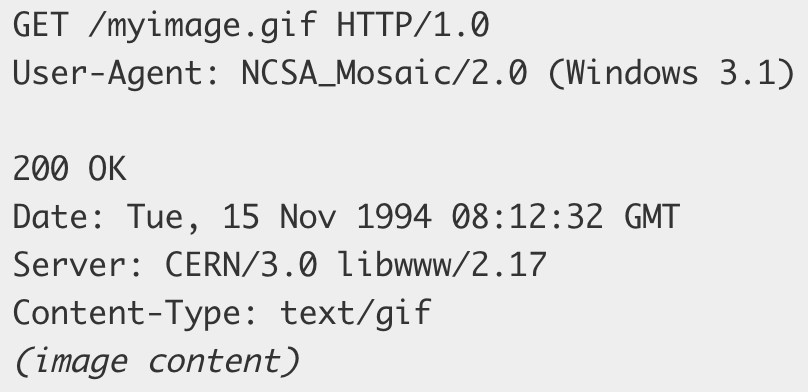 GET /myimage.gif HTTP/1.0
User-Agent: NCSA_Mosaic/2.0 (Windows 3.1)
200 OK
Date: Tue, 15 Nov 1994 08:12:32 GMT
Server: CERN/3.0 libwww/2.17
Content-Type: text/gif
(image content)